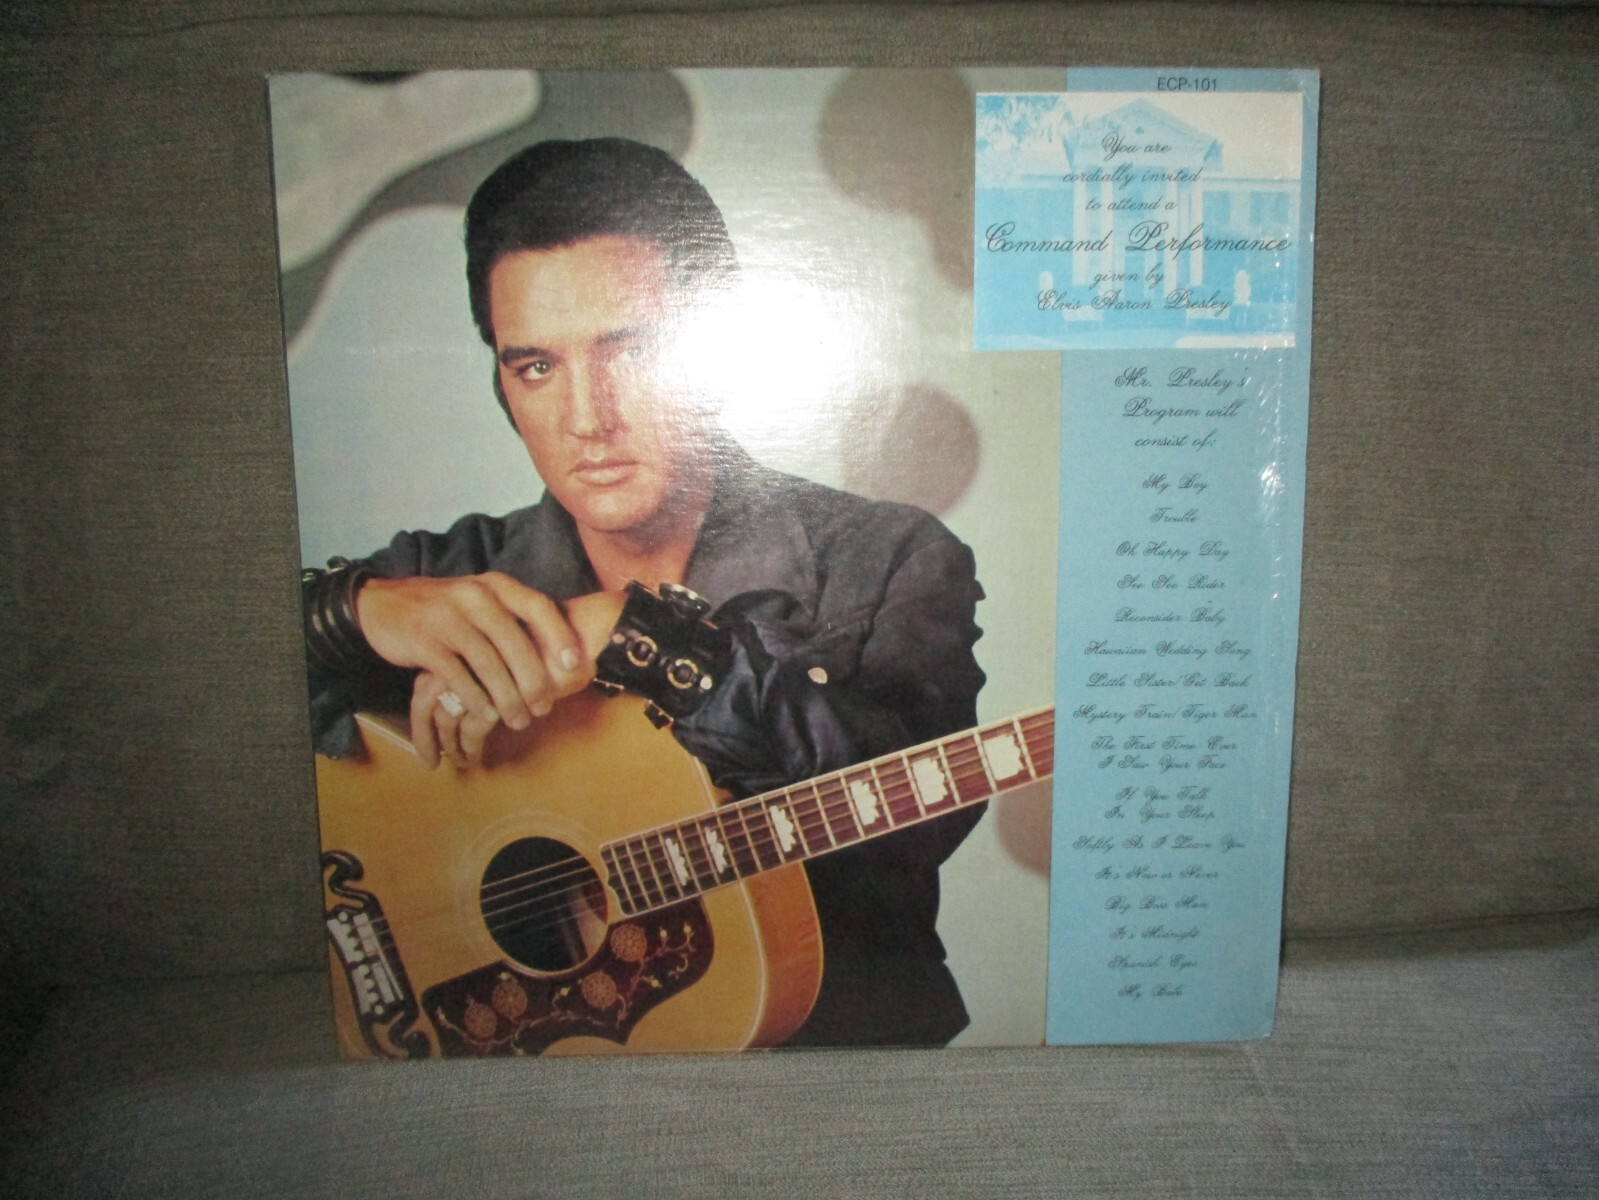 ECP-101
You are
cordially invited
to attend a
Command Performance
given by
Elvis Aaron Presley
Mr. Presley's
Program will
consist of:
My Boy
Trouble
Oh Happy Day
See See Rider
Reconsider Baby
Hawaiian Wedding Song
Little Sister/Get Back
Mystery Train/Tiger Man
The First Time Ever
I Saw Your Face
If You Talk
In Your Sleep
Softly As I Leave You
It's Now or Never
Big Boss Man
It's Midnight
Spanish Eyes
My Babe